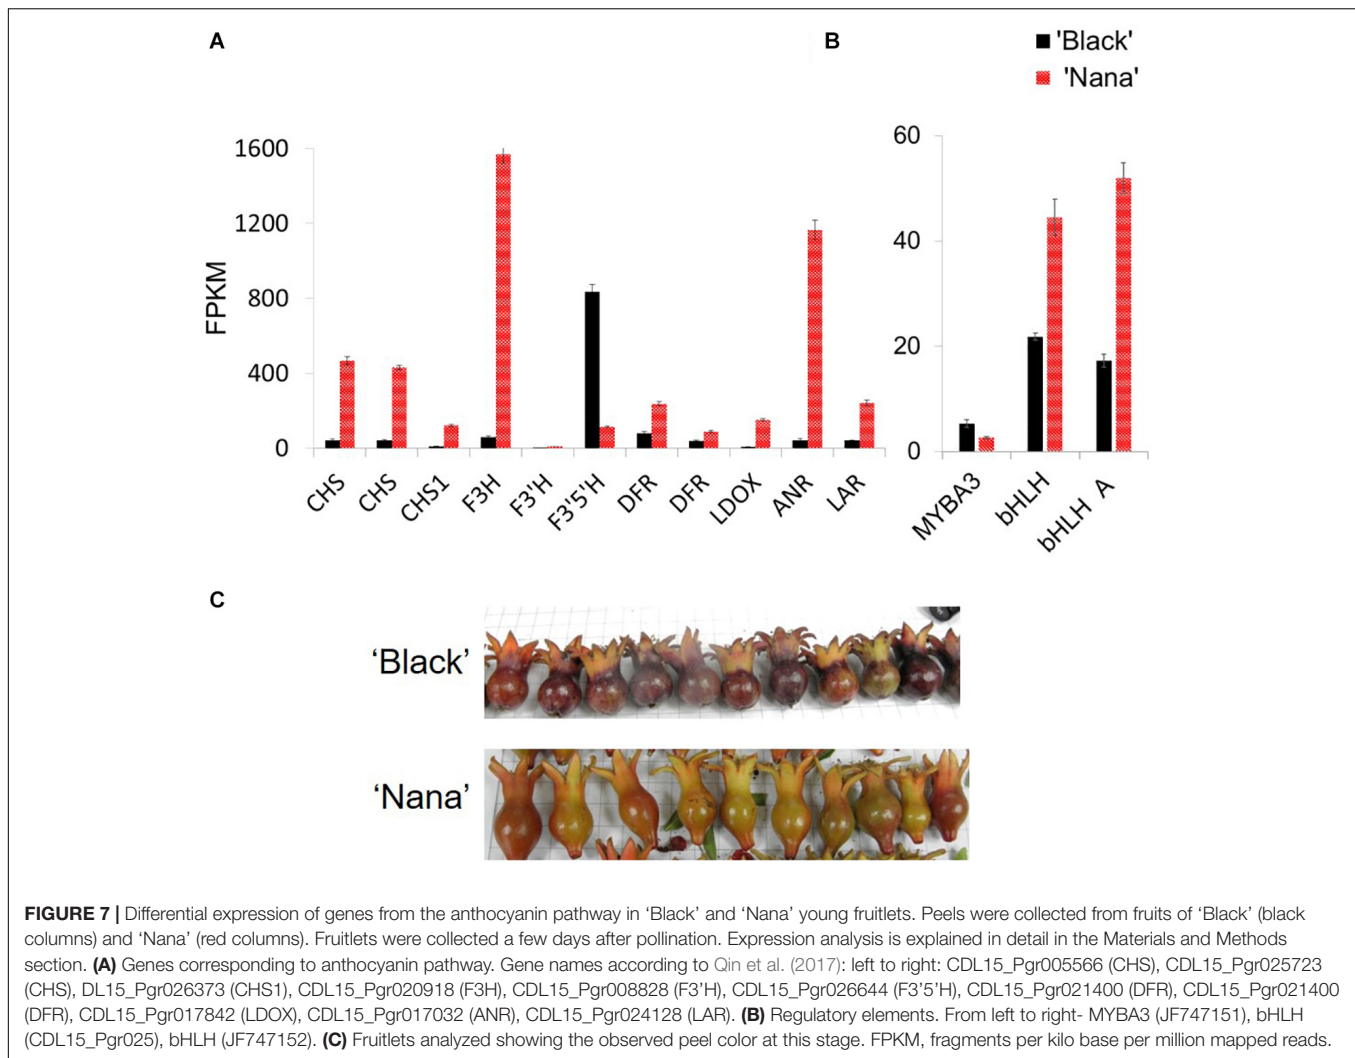 A
B
'Black'
'Nana'
FPKM
1600
1200
800
400
0
CHS
CHS
CHS1
F3H
F3'H
F3'5'H
DFR
DFR
LDOX
ANR
LAR
60
40
20
0
MYBA3
bHLH
bHLH A
C
‘Black’
‘Nana’
FIGURE 7 | Differential expression of genes from the anthocyanin pathway in ‘Black’ and ‘Nana’ young fruitlets. Peels were collected from fruits of ‘Black’ (black
columns) and ‘Nana’ (red columns). Fruitlets were collected a few days after pollination. Expression analysis is explained in detail in the Materials and Methods
section. (A) Genes corresponding to anthocyanin pathway. Gene names according to Qin et al. (2017): left to right: CDL15_Pgr005566 (CHS), CDL15_Pgr025723
(CHS), DL15_Pgr026373 (CHS1), CDL15_Pgr020918 (F3H), CDL15_Pgr008828 (F3’H), CDL15_Pgr026644 (F3’5’H), CDL15_Pgr021400 (DFR), CDL15_Pgr021400
(DFR), CDL15_Pgr017842 (LDOX), CDL15_Pgr017032 (ANR), CDL15_Pgr024128 (LAR). (B) Regulatory elements. From left to right- MYBA3 (JF747151), bHLH
(CDL15_Pgr025), bHLH (JF747152). (C) Fruitlets analyzed showing the observed peel color at this stage. FPKM, fragments per kilo base per million mapped reads.